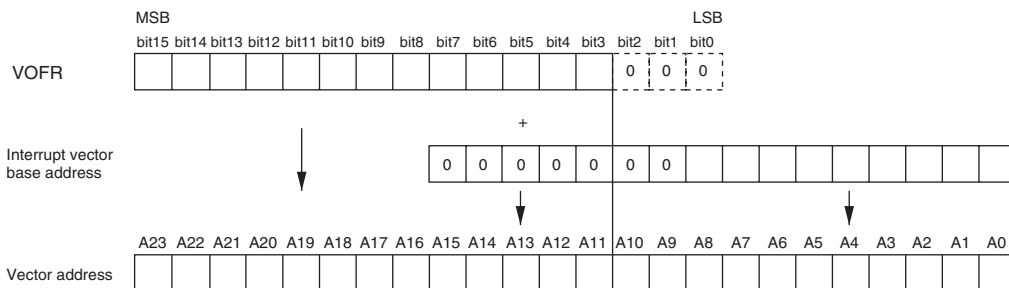 MSB LSB
bit15 bit14 bit13 bit12 bit11 bit10 bit9 bit8 bit7 bit6 bit5 bit4 bit3 bit2 bit1 bit0
VOFR 0 0 0
+
Interrupt vector
base address
0 0 0 0 0 0 0
A23 A22 A21 A20 A19 A18 A17 A16 A15 A14 A13 A12 A11 A10 A9 A8 A7 A6 A5 A4 A3 A2 A1 A0
Vector address